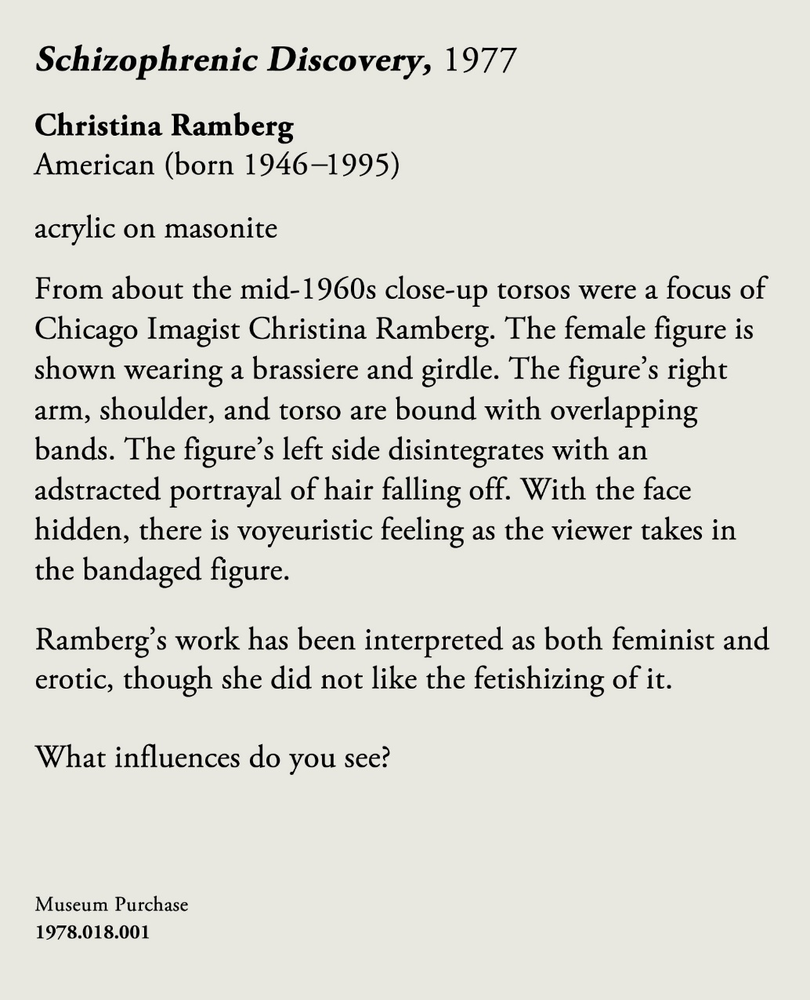 Schizophrenic Discovery, 1977
Christina Ramberg
American (born 1946–1995)
acrylic on masonite
From about the mid-1960s close-up torsos were a focus of
Chicago Imagist Christina Ramberg. The female figure is
shown wearing a brassiere and girdle. The figure’s right
arm, shoulder, and torso are bound with overlapping
bands. The figure’s left side disintegrates with an
adstracted portrayal of hair falling off. With the face
hidden, there is voyeuristic feeling as the viewer takes in
the bandaged figure.
Ramberg’s work has been interpreted as both feminist and
erotic, though she did not like the fetishizing of it.
What influences do you see?
Museum Purchase
1978.018.001